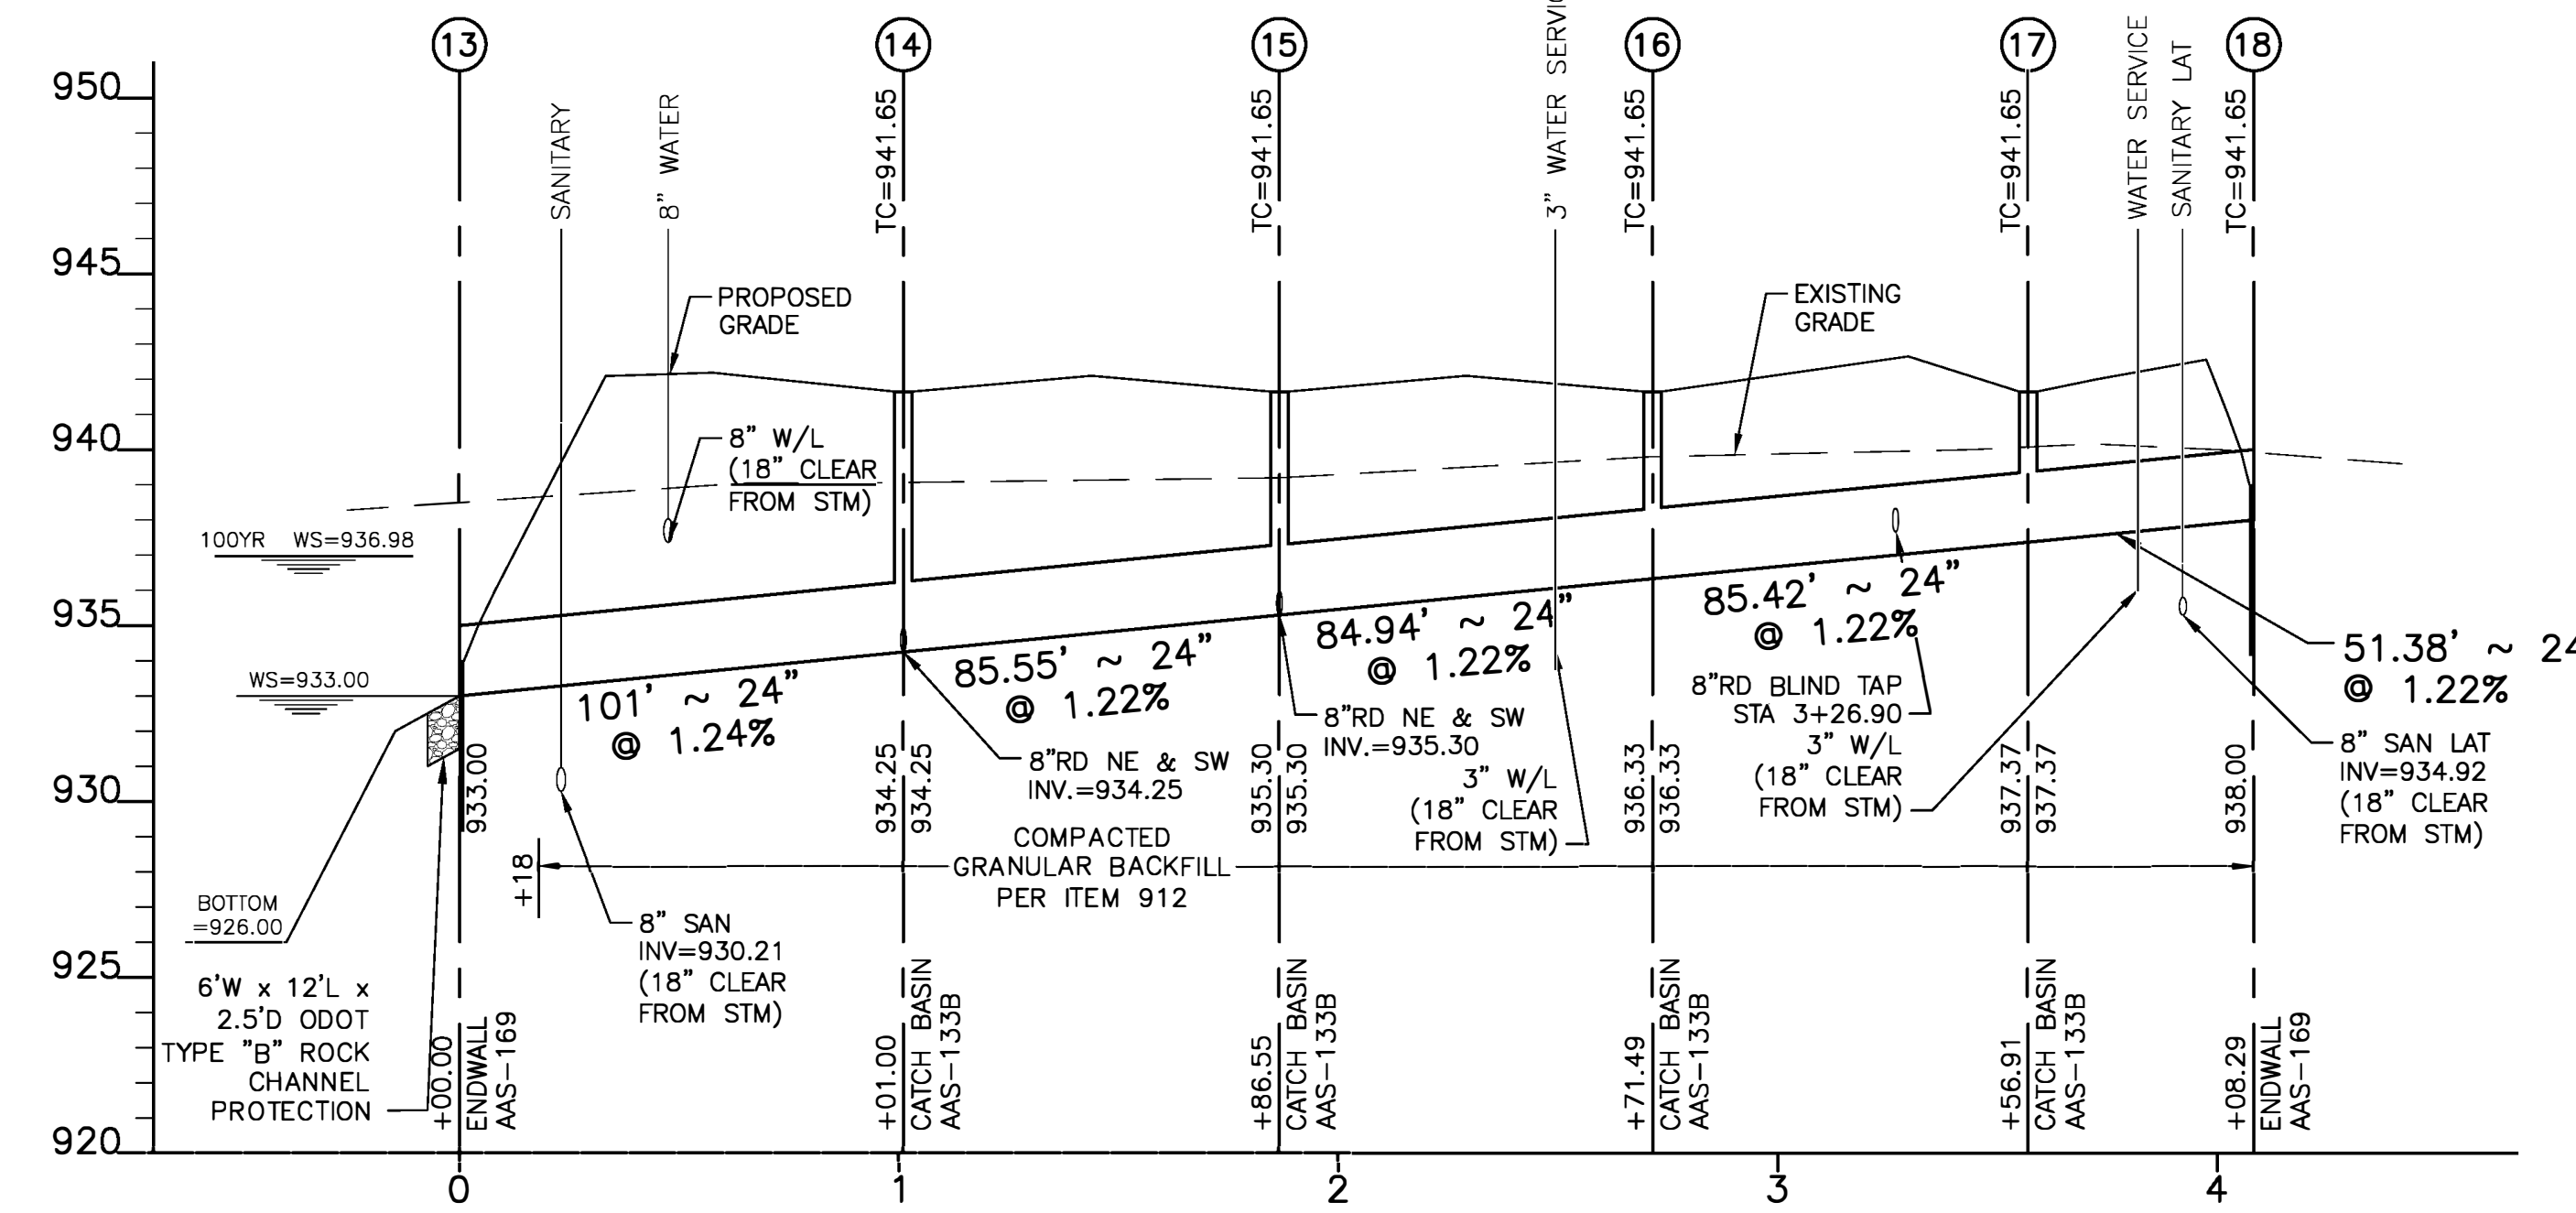 13
14
15
16
17
18
950
945
940
935
930
925
920
SANITARY
8" WATER
TC=941.65
TC=941.65
3" WATER SERVIC
TC=941.65
TC=941.65
WATER SERVICE
SANITARY LAT
TC=941.65
PROPOSED
GRADE
EXISTING
GRADE
8" W/L
(18" CLEAR
FROM STM)
100YR WS=936.98
WS=933.00
101' ~ 24"
@ 1.24%
85.55' ~ 24"
@ 1.22%
84.94' ~ 24"
@ 1.22%
85.42' ~ 24"
@ 1.22%
51.38' ~ 24
@ 1.22%
8"RD NE & SW
INV.=934.25
8"RD NE & SW
INV.=935.30
3" W/L
(18" CLEAR
FROM STM)
8"RD BLIND TAP
STA 3+26.90
3" W/L
(18" CLEAR
FROM STM)
8" SAN LAT
INV=934.92
(18" CLEAR
FROM STM)
933.00
934.25
934.25
935.30
935.30
936.33
936.33
937.37
937.37
938.00
+18
COMPACTED
GRANULAR BACKFILL
PER ITEM 912
BOTTOM
=926.00
8" SAN
INV=930.21
(18" CLEAR
FROM STM)
6'W x 12'L x
2.5'D ODOT
TYPE "B" ROCK
CHANNEL
PROTECTION
+00.00
ENDWALL
AAS-169
+01.00
CATCH BASIN
AAS-133B
+86.55
CATCH BASIN
AAS-133B
+71.49
CATCH BASIN
AAS-133B
+56.91
CATCH BASIN
AAS-133B
+08.29
ENDWALL
AAS-169
0
1
2
3
4